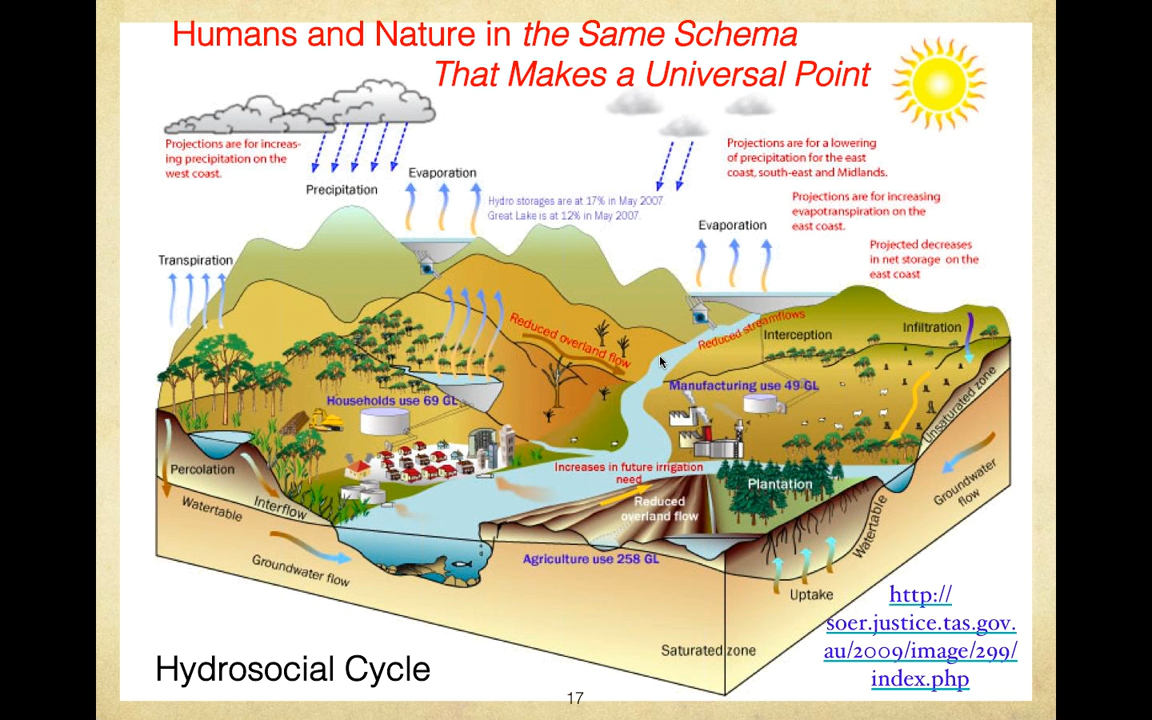 Humans and Nature in the Same Schema
That Makes a Universal Point
Projections are for increas-
ing precipitation on the
west coast.
Precipitation
Evaporation
Hydro storages are at 17% in May 2007
Great Lake is at 12% in May 2007.
Projections are for a lowering
of precipitation for the east
coast, south-east and Midlands.
Projections are for increasing
evapotranspiration on the
east coast.
Evaporation
Projected decreases
in net storage on the
east coast
Transpiration
Reduced overland flow
Reduced streamflows
Interception
Infiltration
Households use 69 GL
Manufacturing use 49 GL
Unsaturated zone
Percolation
Increases in future irrigation
need
Plantation
Groundwater
flow
Watertable
Interflow
Reduced
overland flow
Watertable
Groundwater flow
Agriculture use 258 GL
Uptake
Saturated zone
http://
soer.justice.tas.gov.
au/2009/image/299/
index.php
Hydrosocial Cycle
17